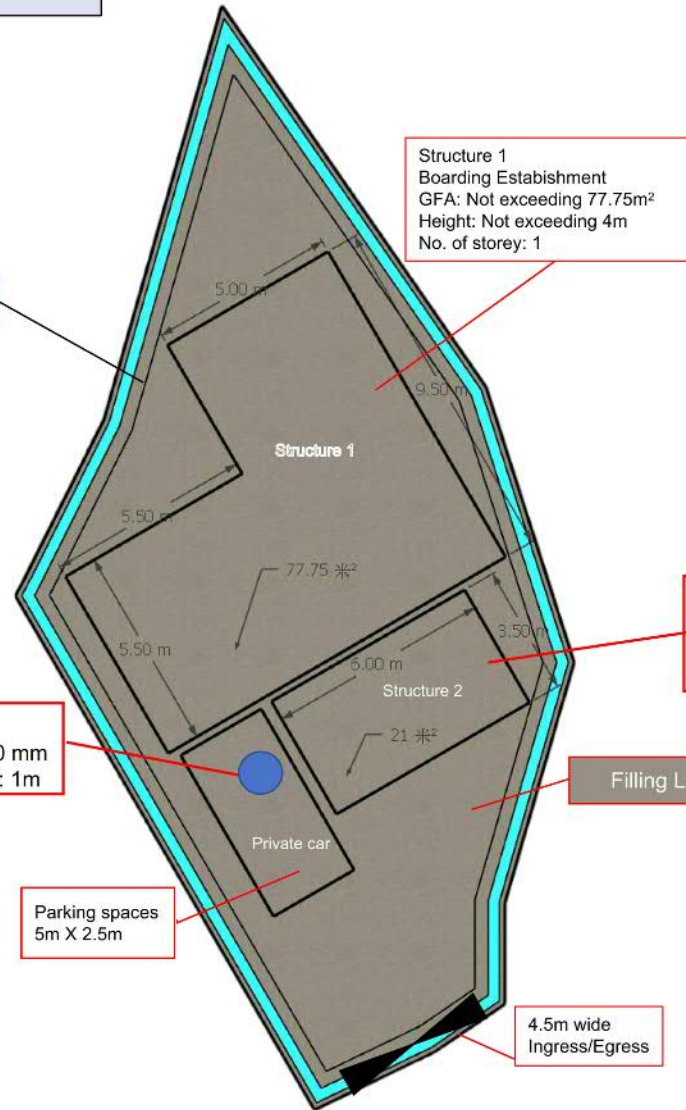 Structure 1
Boarding Estabishment
GFA: Not exceeding 77.75m²
Height: Not exceeding 4m
No. of storey: 1
5.00 m
9.50 m
Structure 1
5.50 m
77.75 米²
5.50 m
3.50 m
6.00 m
Structure 2
21 米²
0 mm
: 1m
Filling L
Private car
Parking spaces
5m X 2.5m
4.5m wide
Ingress/Egress